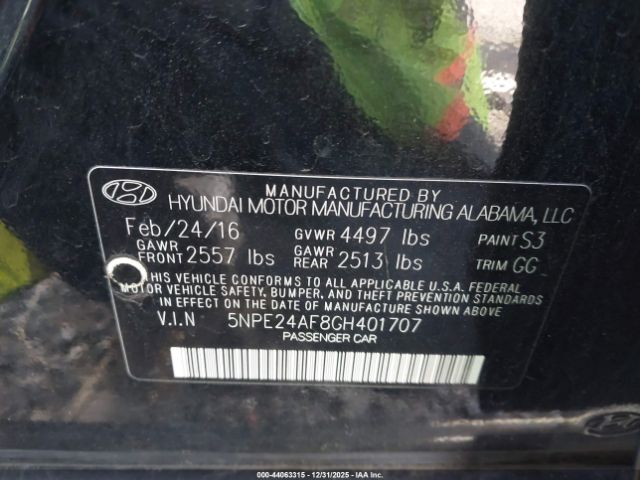 MANUFACTURED BY
HYUNDAI MOTOR MANUFACTURING ALABAMA, LLC
Feb/24/16 GVWR 4497 lbs PAINT S3
GAWR FRONT 2557 lbs GAWR REAR 2513 lbs TRIM GG
THIS VEHICLE CONFORMS TO ALL APPLICABLE U.S.A. FEDERAL
MOTOR VEHICLE SAFETY, BUMPER, AND THEFT PREVENTION STANDARDS
IN EFFECT ON THE DATE OF MANUFACTURE SHOWN ABOVE.
V.I.N 5NPE24AF8GH401707
PASSENGER CAR
© - 44063315 - 12/31/2025 - IAA Inc.